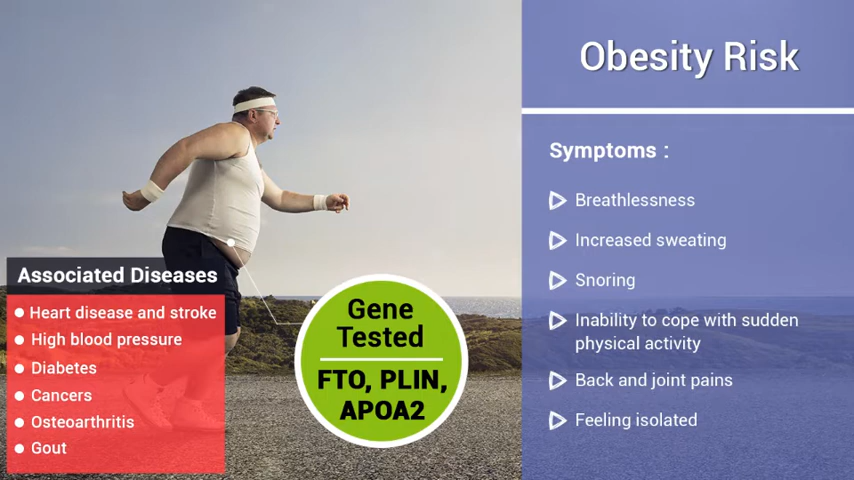 Obesity Risk
Symptoms :
Breathlessness
Increased sweating
Snoring
Inability to cope with sudden
physical activity
Back and joint pains
Feeling isolated
Associated Diseases
Heart disease and stroke
High blood pressure
Diabetes
Cancers
Osteoarthritis
Gout
Gene
Tested
FTO, PLIN,
APOA2